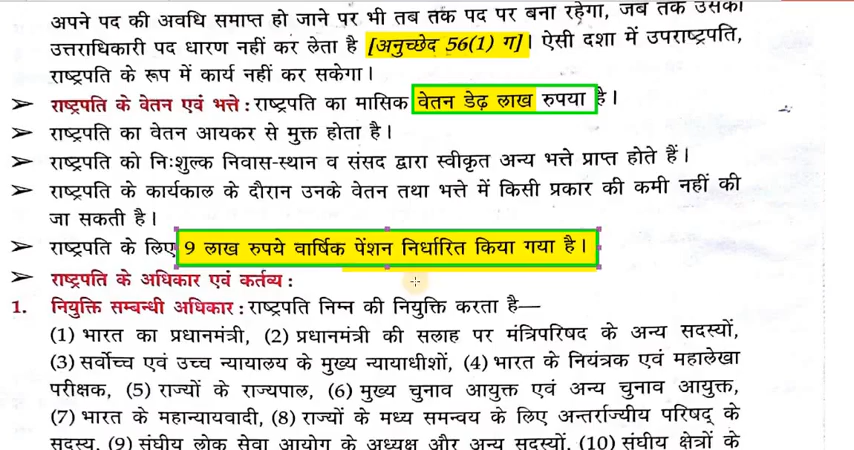 अपने पद की अवधि समाप्त हो जाने पर भी तब तक पद पर बना रहेगा, जब तक उसका
उत्तराधिकारी पद धारण नहीं कर लेता है [अनुच्छेद 56(1) ग]। ऐसी दशा में उपराष्ट्रपति,
राष्ट्रपति के रूप में कार्य नहीं कर सकेगा।
➢ राष्ट्रपति के वेतन एवं भत्ते : राष्ट्रपति का मासिक वेतन डेढ़ लाख रुपया है।
➢ राष्ट्रपति का वेतन आयकर से मुक्त होता है।
➢ राष्ट्रपति को निःशुल्क निवास-स्थान व संसद द्वारा स्वीकृत अन्य भत्ते प्राप्त होते हैं।
➢ राष्ट्रपति के कार्यकाल के दौरान उनके वेतन तथा भत्ते में किसी प्रकार की कमी नहीं की
जा सकती है।
➢ राष्ट्रपति के लिए 9 लाख रुपये वार्षिक पेंशन निर्धारित किया गया है।
➢ राष्ट्रपति के अधिकार एवं कर्तव्य :
1. नियुक्ति सम्बन्धी अधिकार : राष्ट्रपति निम्न की नियुक्ति करता है—
(1) भारत का प्रधानमंत्री, (2) प्रधानमंत्री की सलाह पर मंत्रिपरिषद के अन्य सदस्यों,
(3) सर्वोच्च एवं उच्च न्यायालय के मुख्य न्यायाधीशों, (4) भारत के नियंत्रक एवं महालेखा
परीक्षक, (5) राज्यों के राज्यपाल, (6) मुख्य चुनाव आयुक्त एवं अन्य चुनाव आयुक्त,
(7) भारत के महान्यायवादी, (8) राज्यों के मध्य समन्वय के लिए अन्तर्राज्यीय परिषद् के
सदस्य, (9) संघीय लोक सेवा आयोग के अध्यक्ष और अन्य सदस्यों, (10) संघीय क्षेत्रों के